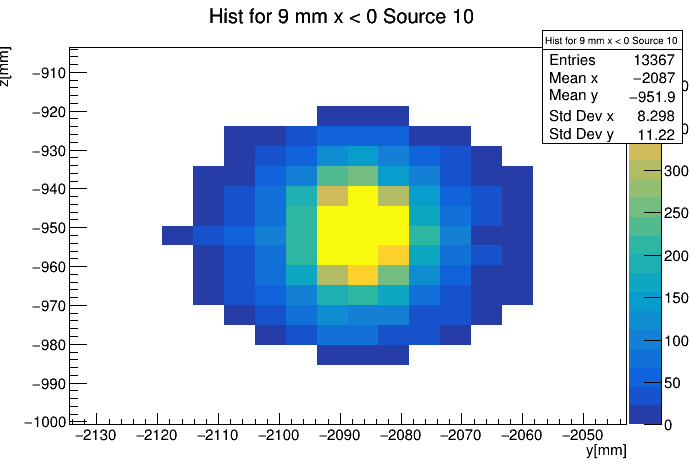 Hist for 9 mm x < 0 Source 10
z[mm]
Hist for 9 mm x < 0 Source 10
Entries 13367
Mean x −2087
Mean y −951.9
Std Dev x 8.298
Std Dev y 11.22
−910
−920
−930
−940
−950
−960
−970
−980
−990
−1000
300
250
200
150
100
50
0
−2130 −2120 −2110 −2100 −2090 −2080 −2070 −2060 −2050
y[mm]